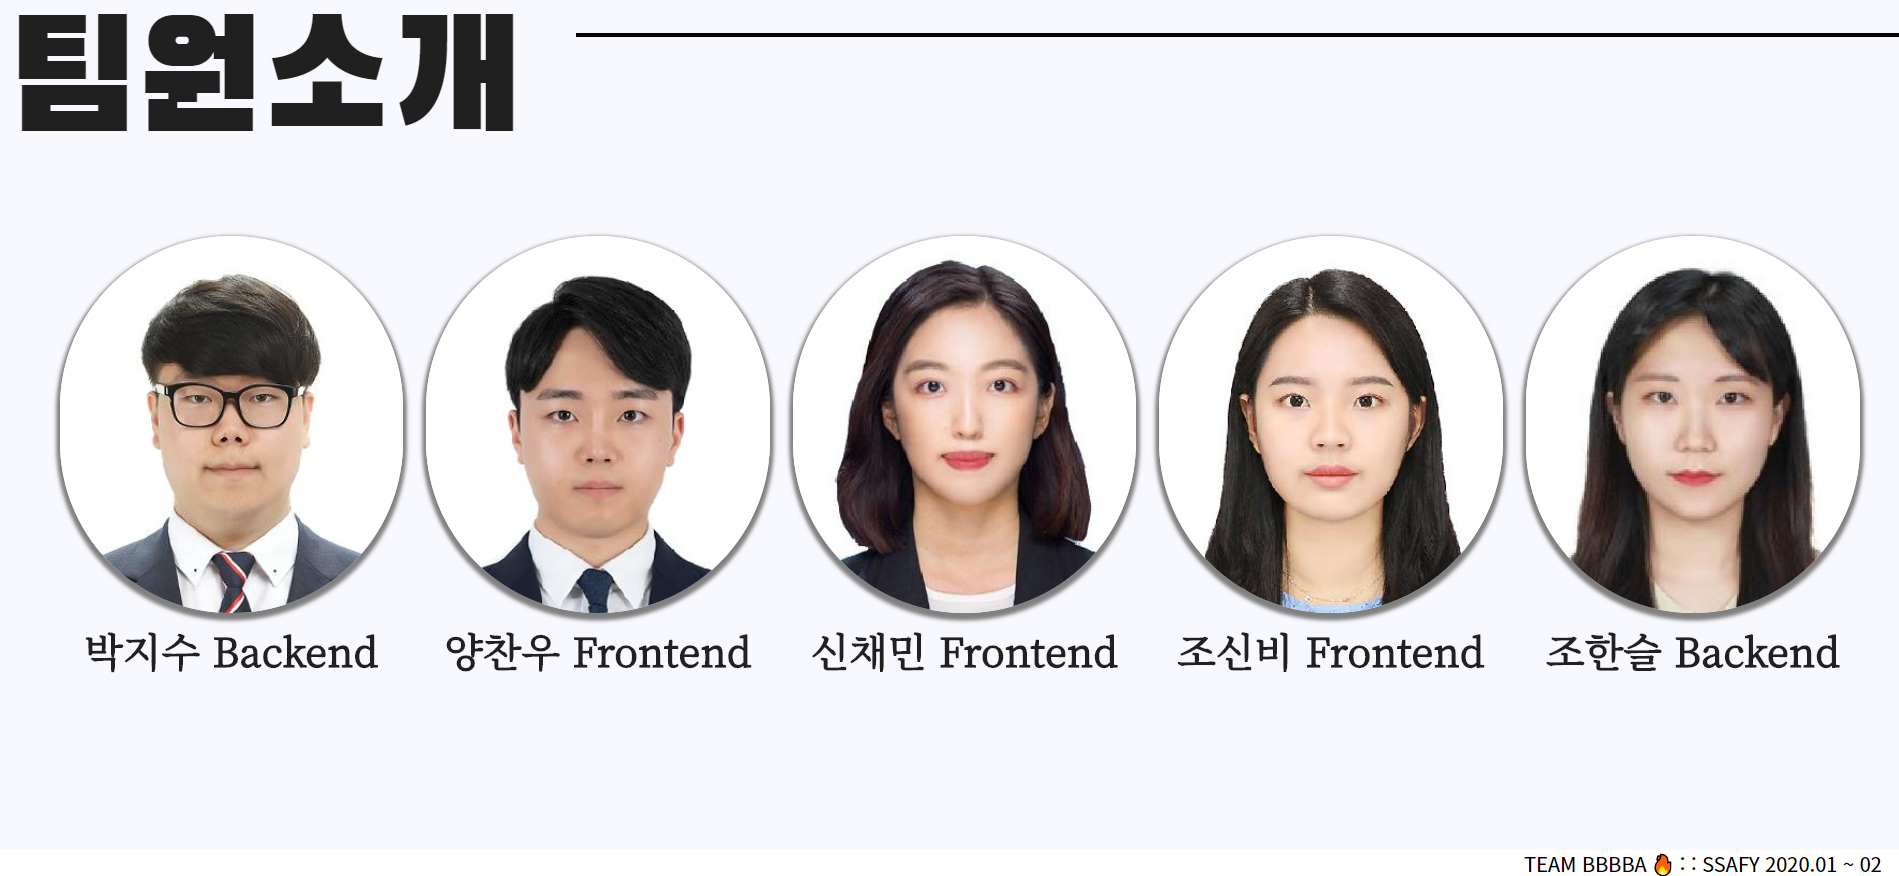 팀원소개
박지수 Backend
양찬우 Frontend
신채민 Frontend
조신비 Frontend
조한슬 Backend
TEAM BBBBA 🔥 : : SSAFY 2020.01 ~ 02